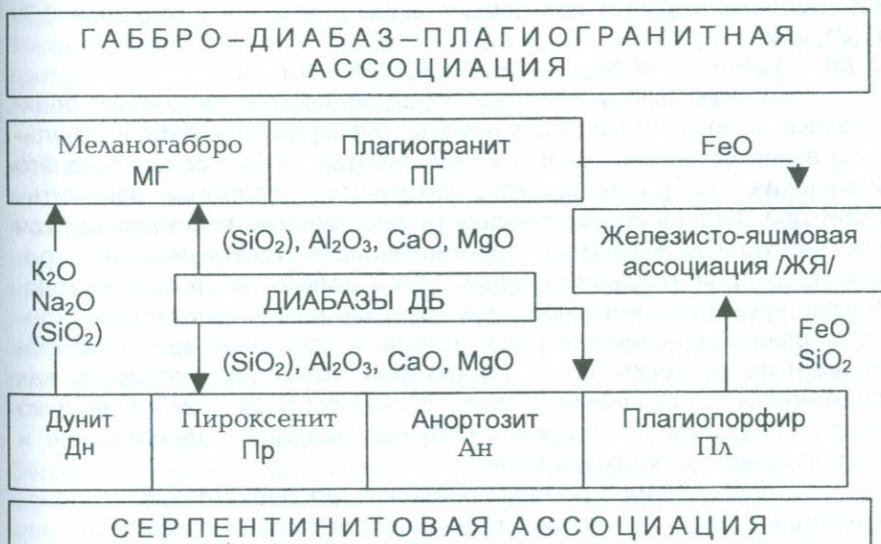 ГАББРО–ДИАБАЗ–ПЛАГИОГРАНИТНАЯ
АССОЦИАЦИЯ
Меланогаббро
МГ
Плагиогранит
ПГ
FeO
(SiO₂), Al₂O₃, CaO, MgO
K₂O
Na₂O
(SiO₂)
Железисто-яшмовая
ассоциация /ЖЯ/
ДИАБАЗЫ ДБ
(SiO₂), Al₂O₃, CaO, MgO
FeO
SiO₂
Дунит
Дн
Пироксенит
Пр
Анортозит
Ан
Плагиопорфир
Пл
СЕРПЕНТИНИТОВАЯ АССОЦИАЦИЯ